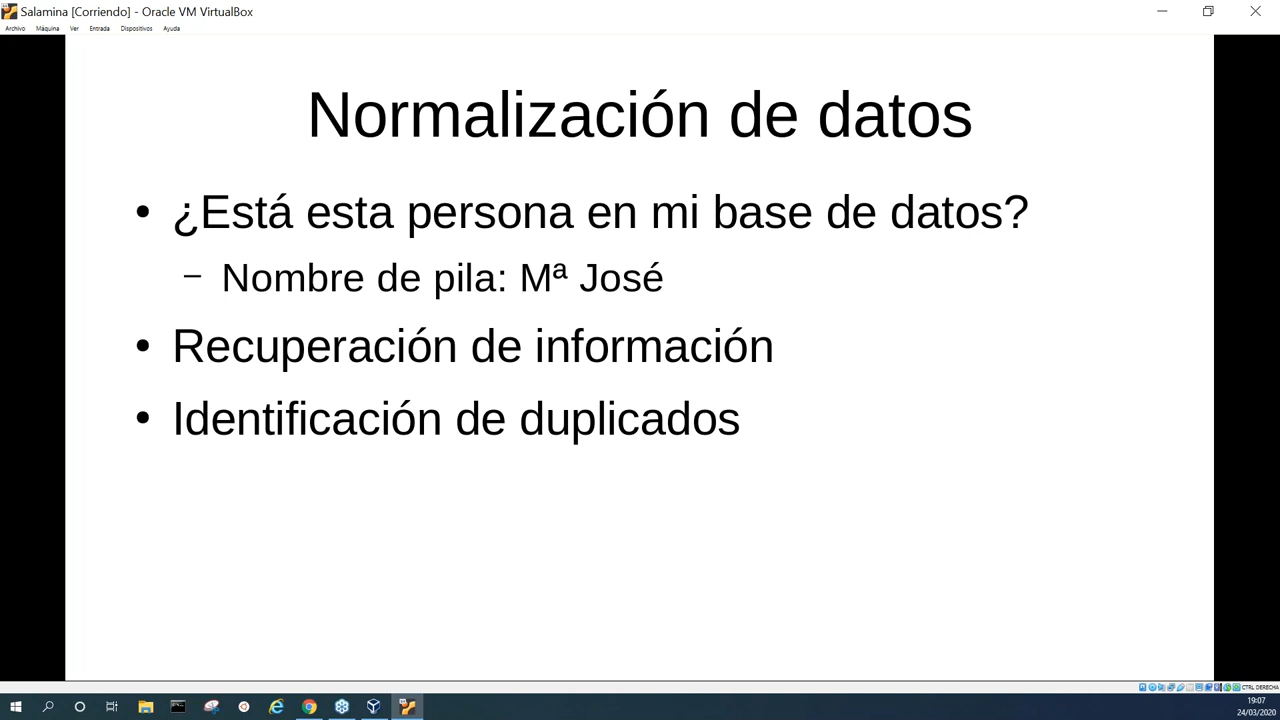 Salamina [Corriendo] - Oracle VM VirtualBox
Archivo Máquina Ver Entrada Dispositivos Ayuda
Normalización de datos
• ¿Está esta persona en mi base de datos?
– Nombre de pila: Mª José
• Recuperación de información
• Identificación de duplicados
CTRL DERECHA
19:07
24/03/2020